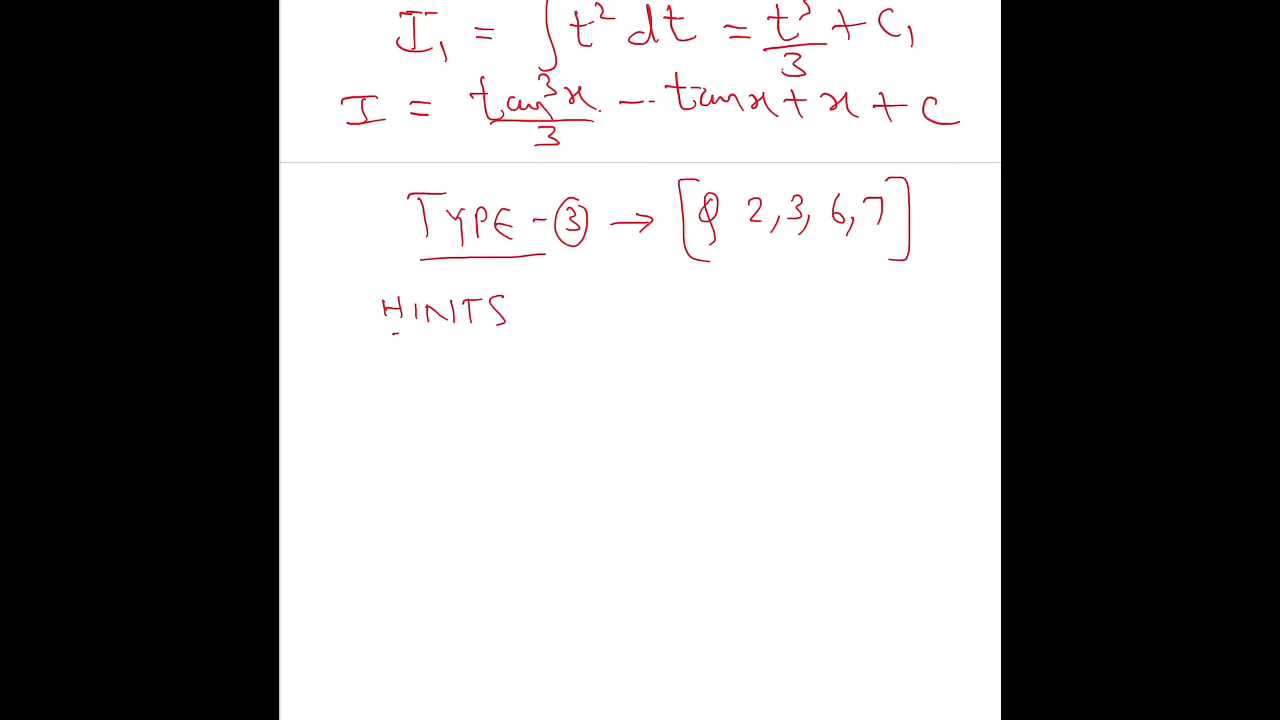 I₁ = ∫ t² dt = t³/3 + C₁
I = tan³x/3 - tanx + x + C
TYPE - ③ → [Q 2, 3, 6, 7]
HINTS